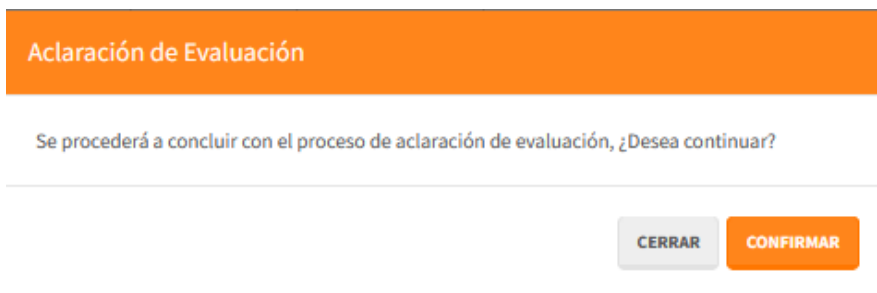 Aclaración de Evaluación
Se procederá a concluir con el proceso de aclaración de evaluación, ¿Desea continuar?
CERRAR
CONFIRMAR